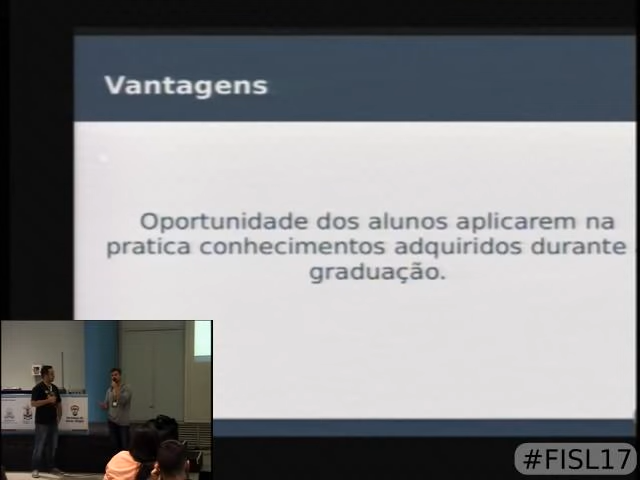 Vantagens
Oportunidade dos alunos aplicarem na
pratica conhecimentos adquiridos durante
graduação.
#FISL17